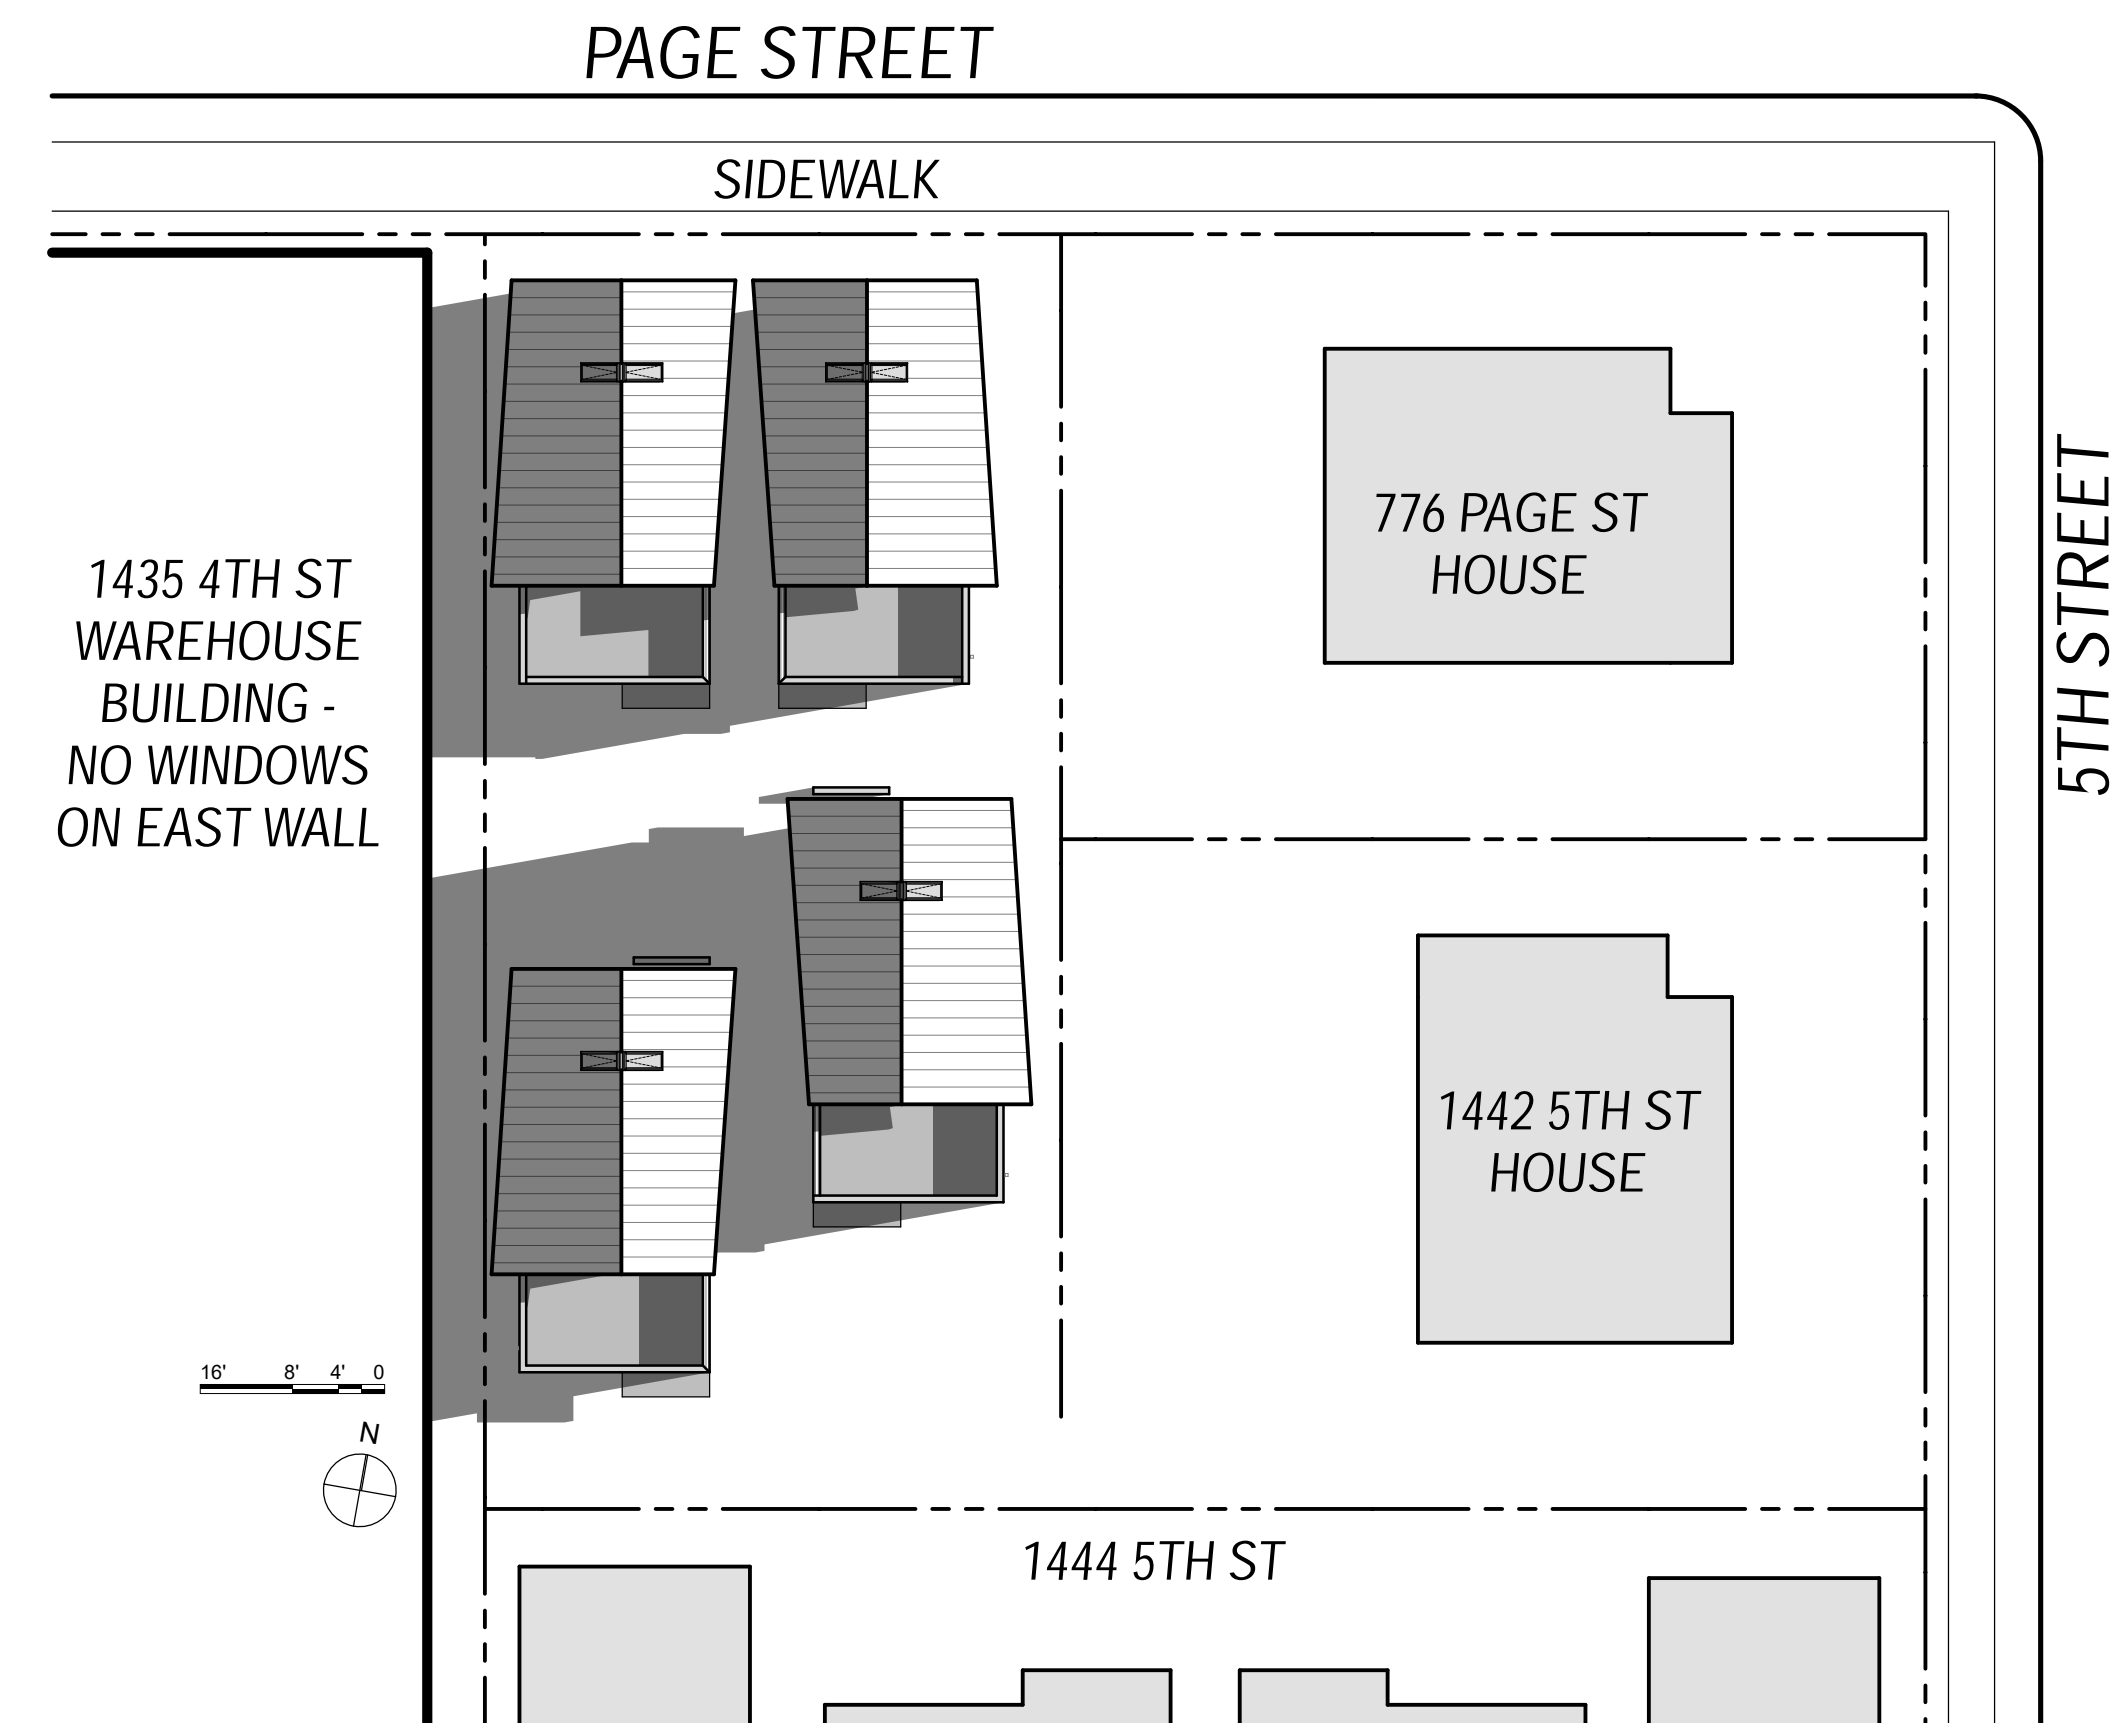 PAGE STREET
SIDEWALK
776 PAGE ST
HOUSE
5TH STREET
1435 4TH ST
WAREHOUSE
BUILDING -
NO WINDOWS
ON EAST WALL
1442 5TH ST
HOUSE
16' 8' 4' 0
N
1444 5TH ST